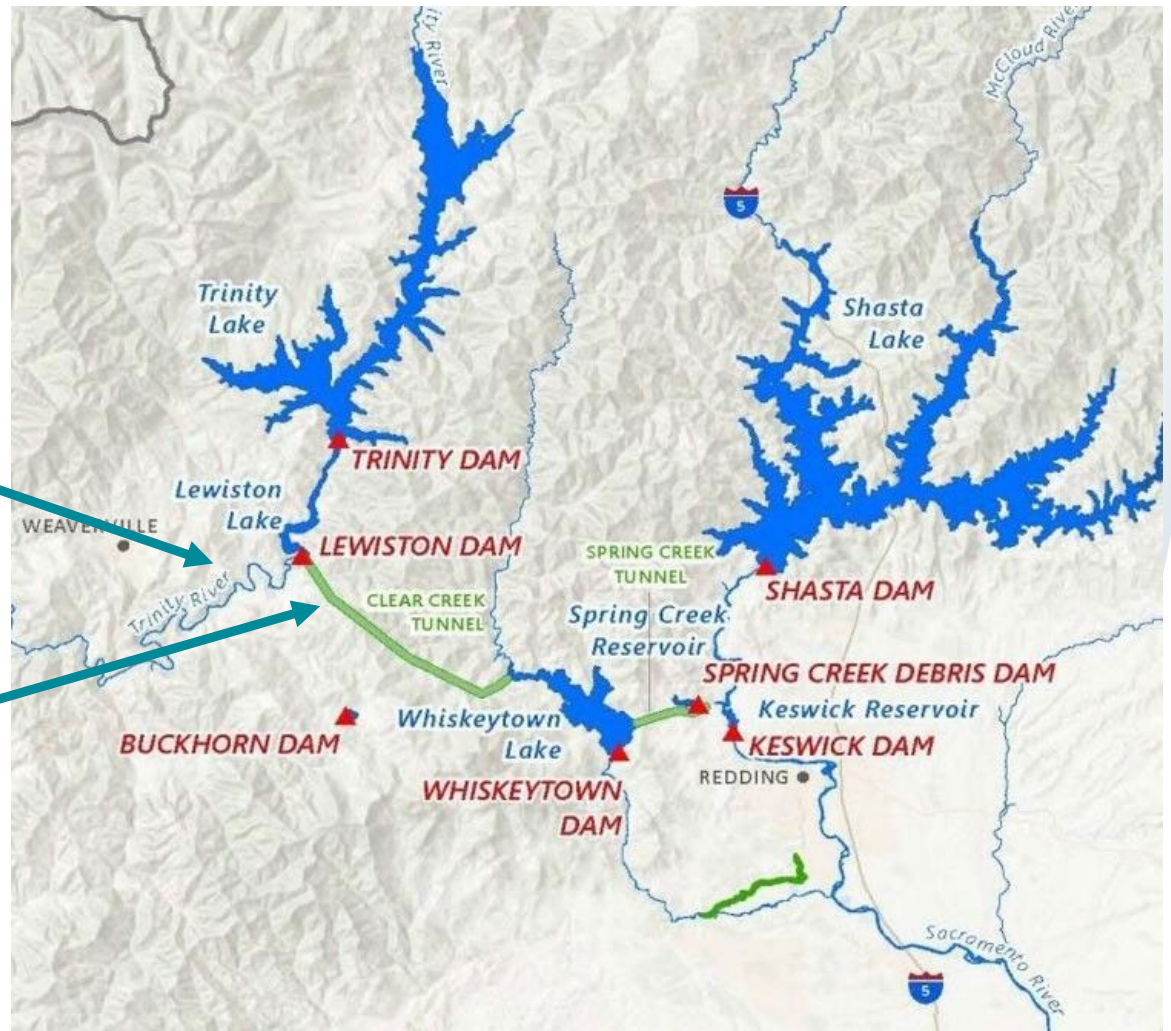 ity River
McCloud River
5
Trinity
Lake
Shasta
Lake
TRINITY DAM
Lewiston
Lake
WEAVERVILLE
LEWISTON DAM
SPRING CREEK
TUNNEL
SHASTA DAM
Trinity River
CLEAR CREEK
TUNNEL
Spring Creek
Reservoir
SPRING CREEK DEBRIS DAM
Whiskeytown
Lake
Keswick Reservoir
BUCKHORN DAM
KESWICK DAM
REDDING
WHISKEYTOWN
DAM
Sacramento River
5